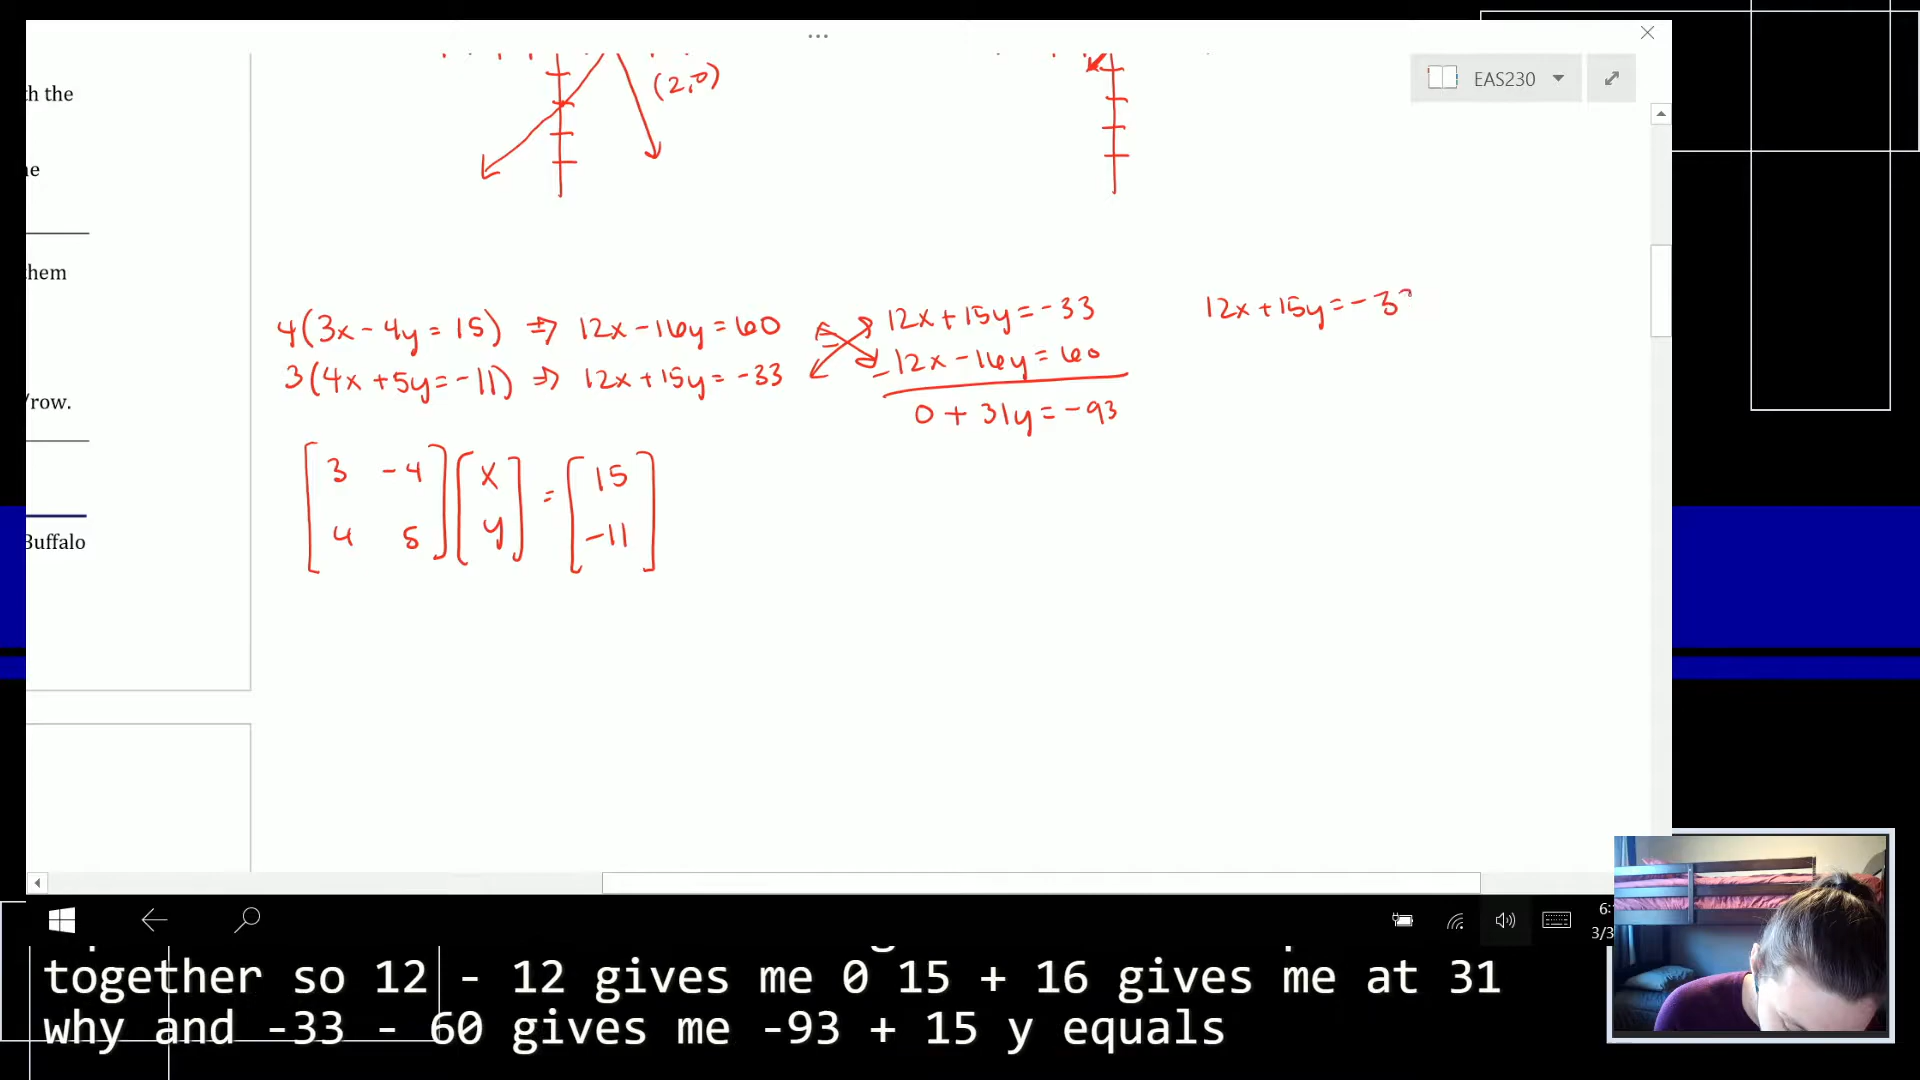 ...
EAS230
h the
e
hem
/row.
Buffalo
(2,0)
4(3x - 4y = 15) ⇒ 12x - 16y = 60
3(4x + 5y = -11) ⇒ 12x + 15y = -33
12x + 15y = -33
-12x - 16y = 60
0 + 31y = -93
12x + 15y = -3
[3 -4] [x] = [15]
[4 5] [y] [-11]
6:
3/3
together so 12 - 12 gives me 0 15 + 16 gives me at 31
why and -33 - 60 gives me -93 + 15 y equals